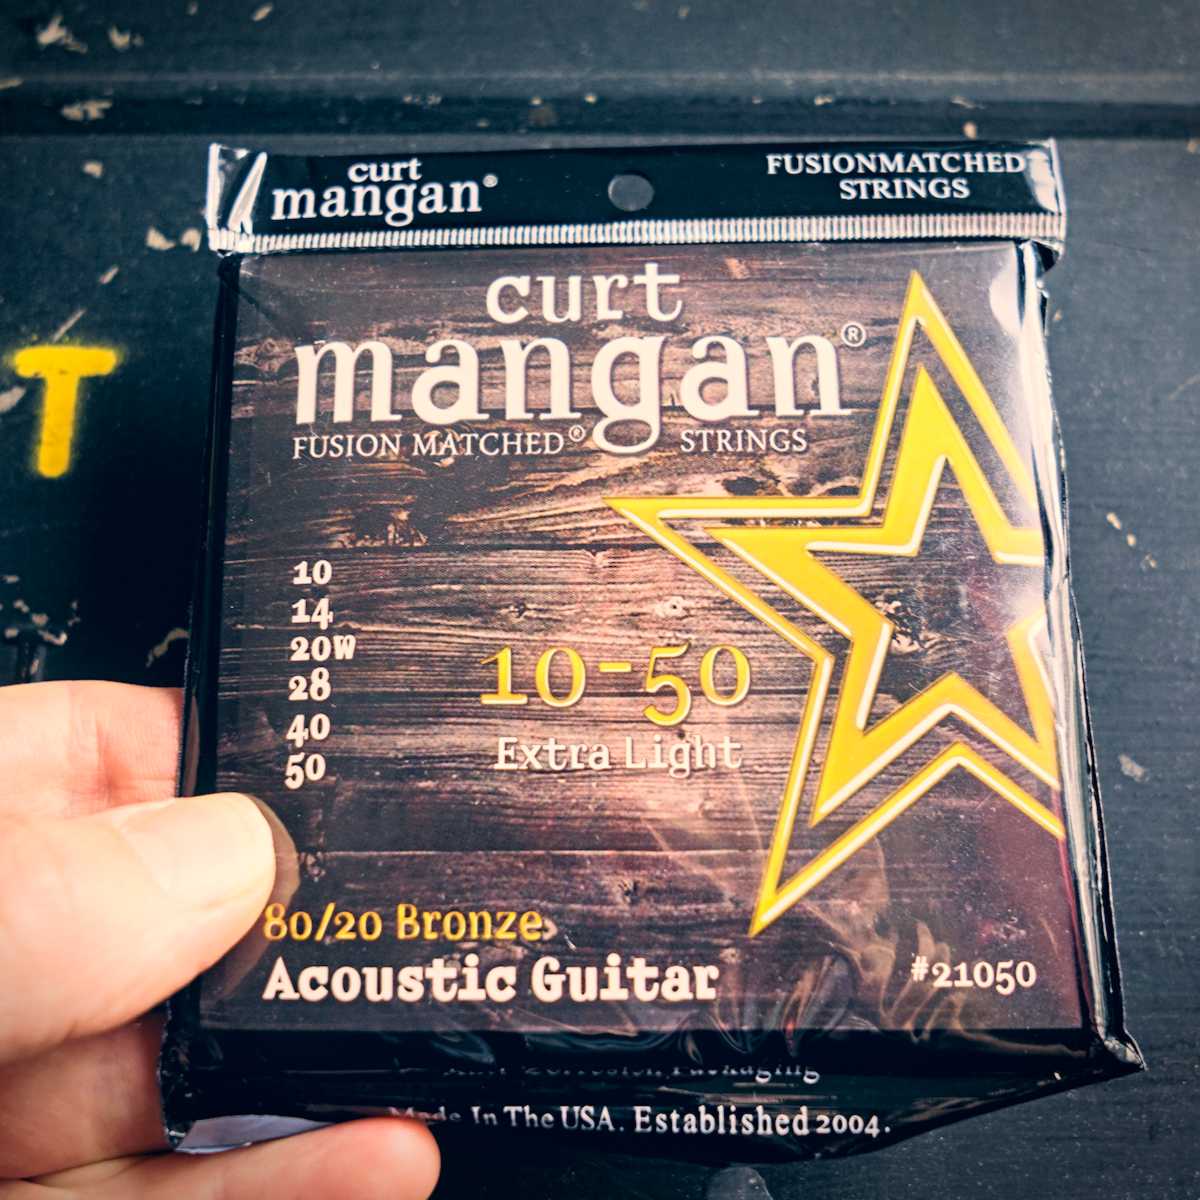 curt
mangan®
FUSIONMATCHED
STRINGS
curt
mangan®
FUSION MATCHED® STRINGS
T
10
14
20W
28
40
50
10-50
Extra Light
80/20 Bronze
Acoustic Guitar
#21050
Packaging
Made In The USA. Established 2004.